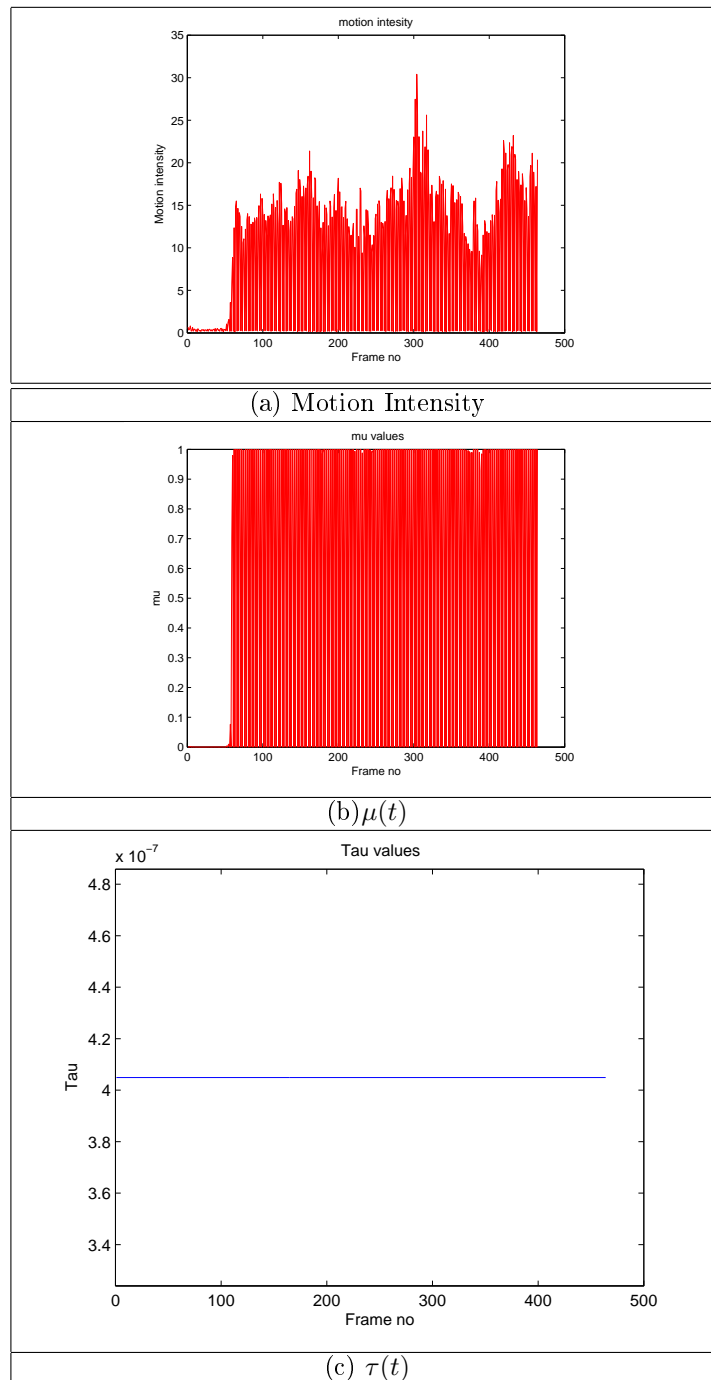 motion intesity
35
30
25
20
15
10
5
0
Motion intensity
0 100 200 300 400 500
Frame no
(a) Motion Intensity
mu values
1
0.9
0.8
0.7
0.6
0.5
0.4
0.3
0.2
0.1
0
mu
0 100 200 300 400 500
Frame no
(b)μ(t)
x 10⁻⁷
Tau values
4.8
4.6
4.4
4.2
4
3.8
3.6
3.4
Tau
0 100 200 300 400 500
Frame no
(c) τ(t)